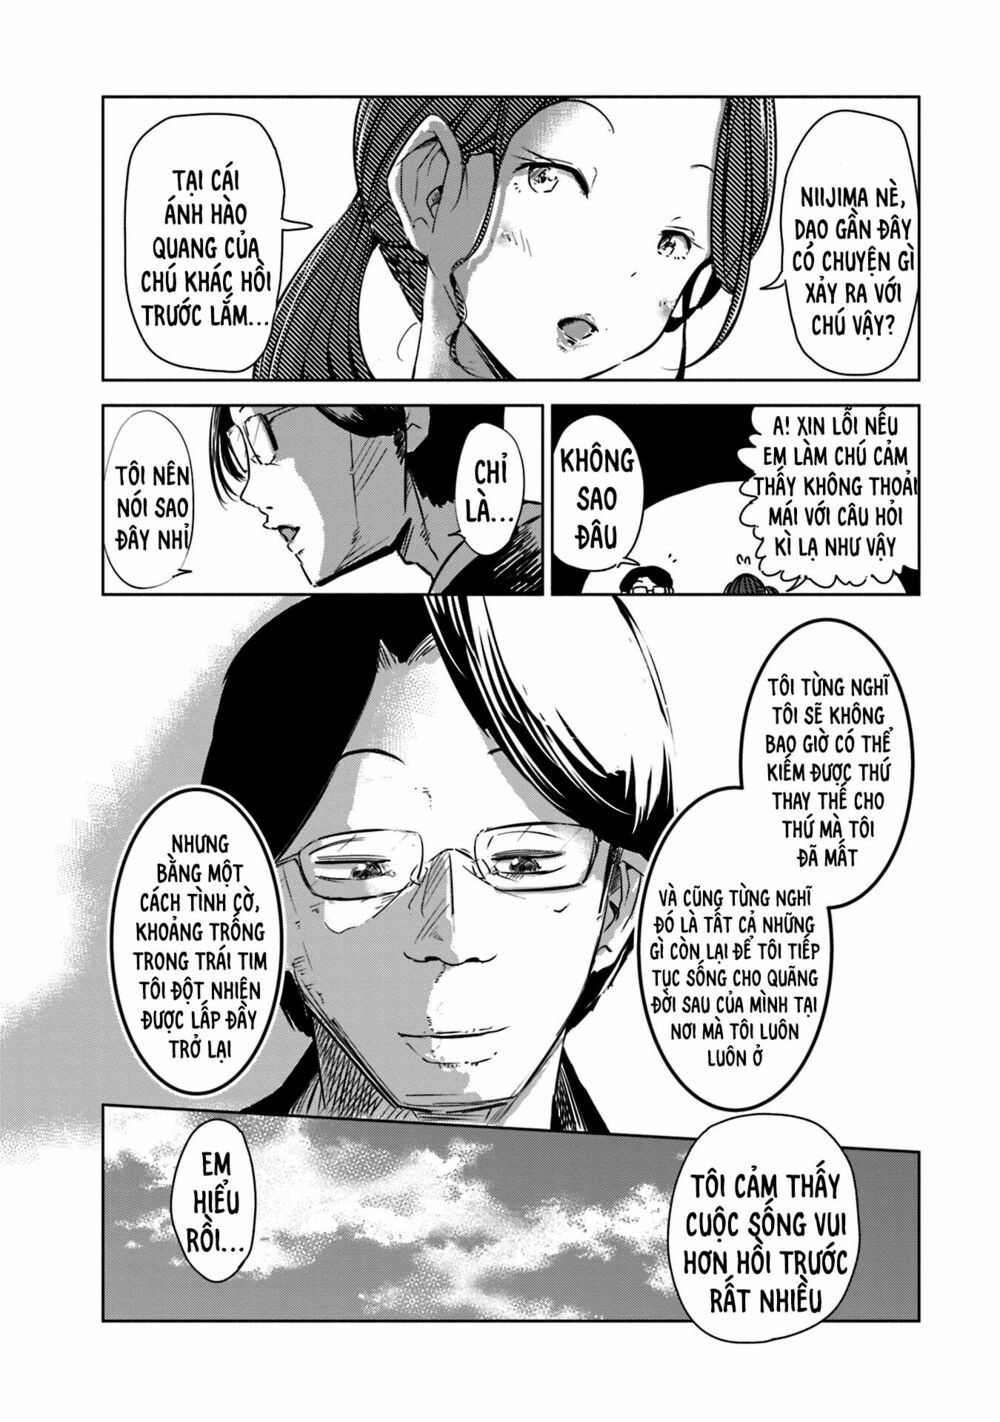 NIIJIMA NÈ,
DẠO GẦN ĐÂY
CÓ CHUYỆN GÌ
XẢY RA VỚI
CHÚ VẬY?
TẠI CÁI
ÁNH HÀO
QUANG CỦA
CHÚ KHÁC HỒI
TRƯỚC LẮM...
A! XIN LỖI NẾU
EM LÀM CHÚ CẢM
THẤY KHÔNG THOẢI
MÁI VỚI CÂU HỎI
KÌ LẠ NHƯ VẬY
KHÔNG
SAO
ĐÂU
CHỈ
LÀ...
TÔI NÊN
NÓI SAO
ĐÂY NHỈ
TÔI TỪNG NGHĨ
TÔI SẼ KHÔNG
BAO GIỜ CÓ THỂ
KIẾM ĐƯỢC THỨ
THAY THẾ CHO
THỨ MÀ TÔI
ĐÃ MẤT
VÀ CŨNG TỪNG NGHĨ
ĐÓ LÀ TẤT CẢ NHỮNG
GÌ CÒN LẠI ĐỂ TÔI TIẾP
TỤC SỐNG CHO QUÃNG
ĐỜI SAU CỦA MÌNH TẠI
NƠI MÀ TÔI LUÔN
LUÔN Ở
NHƯNG
BẰNG MỘT
CÁCH TÌNH CỜ,
KHOẢNG TRỐNG
TRONG TRÁI TIM
TÔI ĐỘT NHIÊN
ĐƯỢC LẤP ĐẦY
TRỞ LẠI
TÔI CẢM THẤY
CUỘC SỐNG VUI
HƠN HỒI TRƯỚC
RẤT NHIỀU
EM
HIỂU
RỒI...